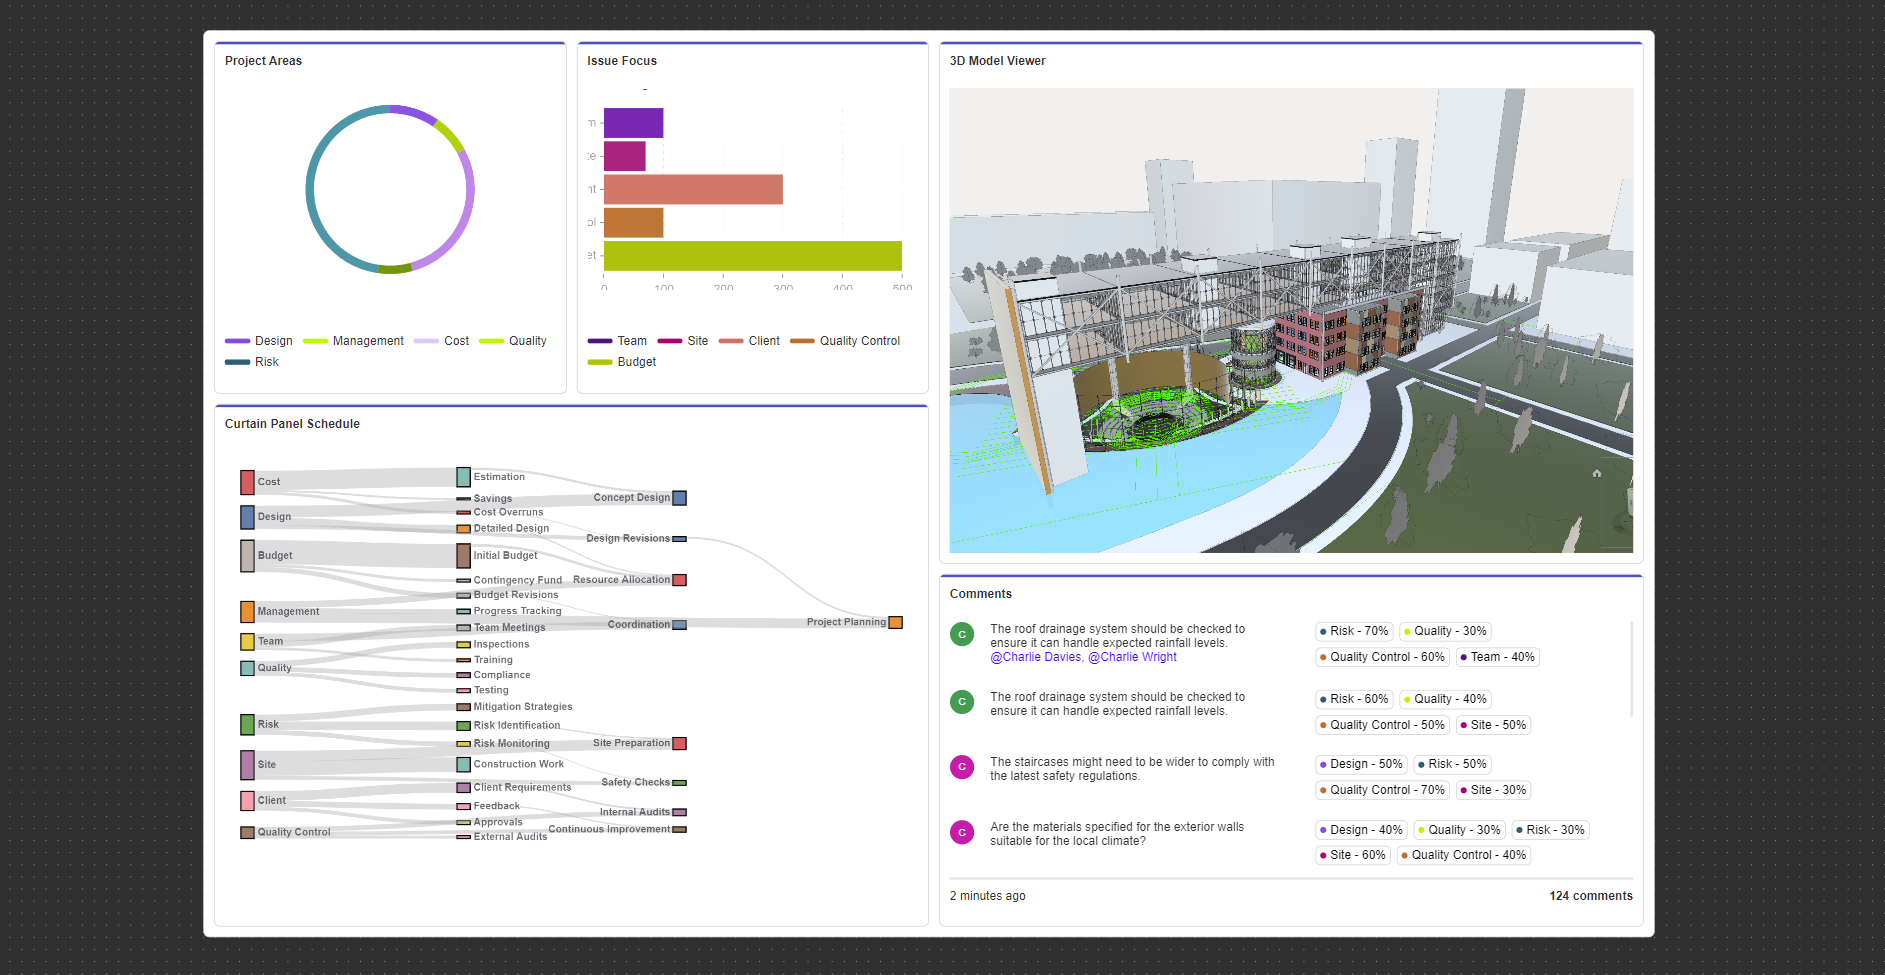 Project Areas
Design
Management
Cost
Quality
Risk
Issue Focus
-
m
te
nt
ol
et
0
100
200
300
400
500
Team
Site
Client
Quality Control
Budget
3D Model Viewer
Curtain Panel Schedule
Cost
Design
Budget
Management
Team
Quality
Risk
Site
Client
Quality Control
Estimation
Savings
Cost Overruns
Detailed Design
Initial Budget
Contingency Fund
Budget Revisions
Progress Tracking
Team Meetings
Inspections
Training
Compliance
Testing
Mitigation Strategies
Risk Identification
Risk Monitoring
Construction Work
Client Requirements
Feedback
Approvals
External Audits
Concept Design
Design Revisions
Resource Allocation
Coordination
Site Preparation
Safety Checks
Internal Audits
Continuous Improvement
Project Planning
Comments
C
The roof drainage system should be checked to
ensure it can handle expected rainfall levels.
@Charlie Davies, @Charlie Wright
Risk - 70%
Quality - 30%
Quality Control - 60%
Team - 40%
C
The roof drainage system should be checked to
ensure it can handle expected rainfall levels.
Risk - 60%
Quality - 40%
Quality Control - 50%
Site - 50%
C
The staircases might need to be wider to comply with
the latest safety regulations.
Design - 50%
Risk - 50%
Quality Control - 70%
Site - 30%
C
Are the materials specified for the exterior walls
suitable for the local climate?
Design - 40%
Quality - 30%
Risk - 30%
Site - 60%
Quality Control - 40%
2 minutes ago
124 comments